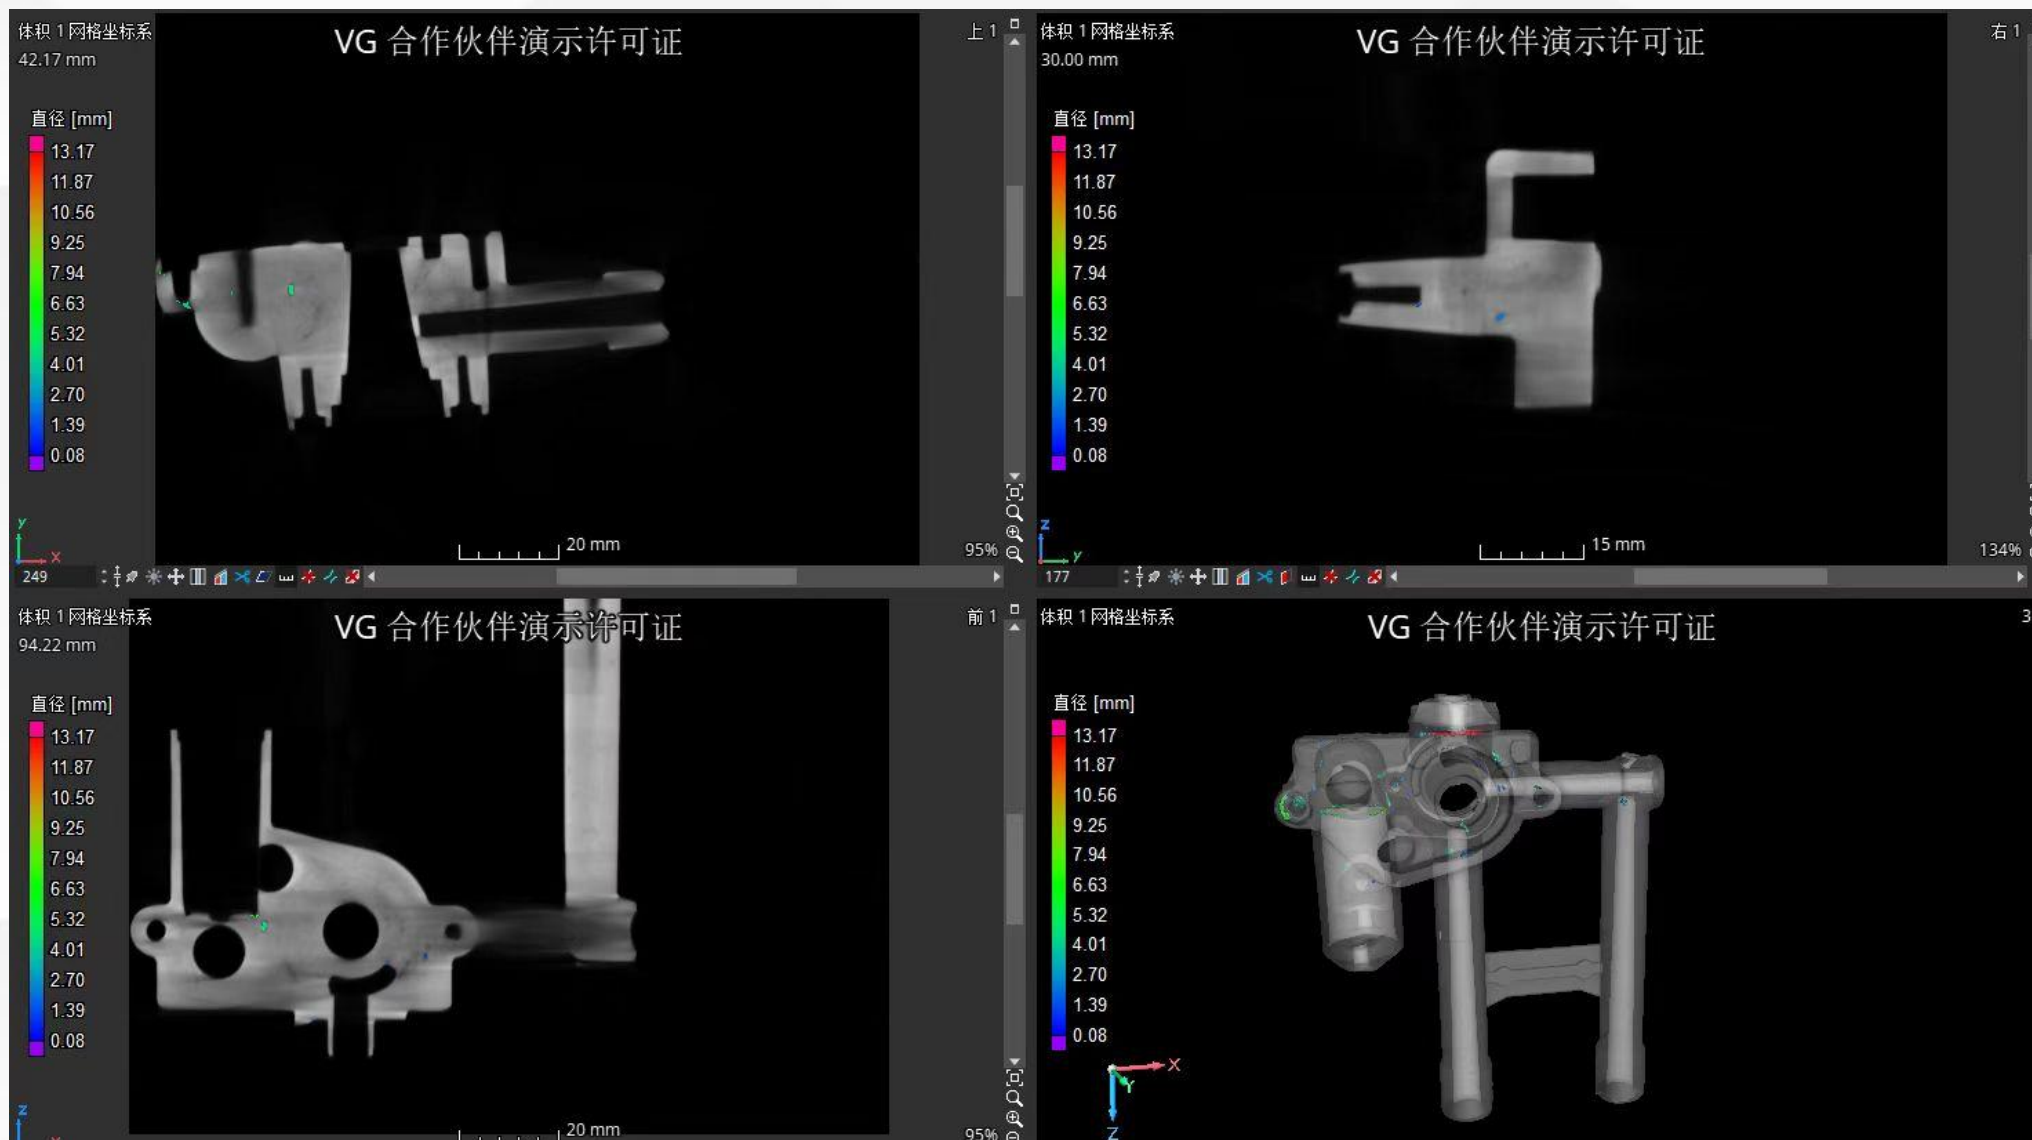 体积 1 网格坐标系
VG 合作伙伴演示许可证
上 1
42.17 mm
直径 [mm]
13.17
11.87
10.56
9.25
7.94
6.63
5.32
4.01
2.70
1.39
0.08
y
x
20 mm
95%
249
体积 1 网格坐标系
VG 合作伙伴演示许可证
右 1
30.00 mm
直径 [mm]
13.17
11.87
10.56
9.25
7.94
6.63
5.32
4.01
2.70
1.39
0.08
z
y
15 mm
134%
177
体积 1 网格坐标系
VG 合作伙伴演示许可证
前 1
94.22 mm
直径 [mm]
13.17
11.87
10.56
9.25
7.94
6.63
5.32
4.01
2.70
1.39
0.08
z
20 mm
95%
体积 1 网格坐标系
VG 合作伙伴演示许可证
3
直径 [mm]
13.17
11.87
10.56
9.25
7.94
6.63
5.32
4.01
2.70
1.39
0.08
X
Y
Z